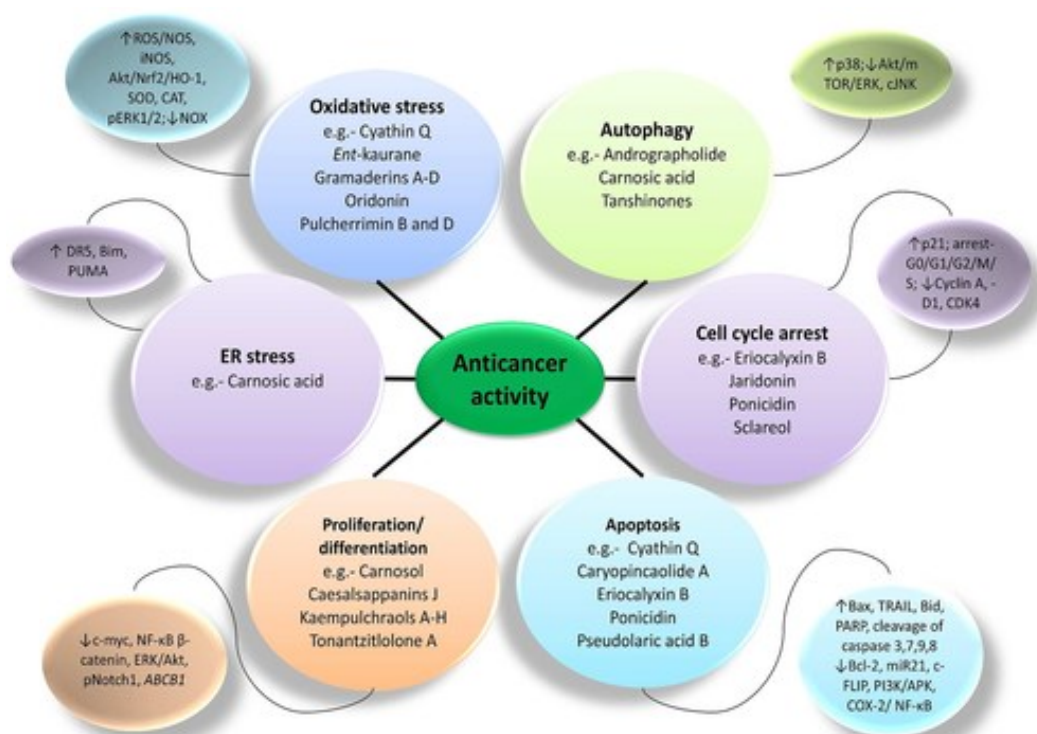 ↑ROS/NOS,
iNOS,
Akt/Nrf2/HO-1,
SOD, CAT,
pERK1/2;↓NOX
Oxidative stress
e.g.- Cyathin Q
Ent-kaurane
Gramaderins A-D
Oridonin
Pulcherrimin B and D
Autophagy
e.g.- Andrographolide
Carnosic acid
Tanshinones
↑p38;↓Akt/m
TOR/ERK, cJNK
↑ DR5, Bim,
PUMA
ER stress
e.g.- Carnosic acid
Anticancer
activity
Cell cycle arrest
e.g.- Eriocalyxin B
Jaridonin
Ponicidin
Sclareol
↑p21; arrest-
G0/G1/G2/M/
S; ↓Cyclin A, -
D1, CDK4
Proliferation/
differentiation
e.g.- Carnosol
Caesalsappanins J
Kaempulchraols A-H
Tonantzitlolone A
↓c-myc, NF-κB β-
catenin, ERK/Akt,
pNotch1, ABCB1
Apoptosis
e.g.- Cyathin Q
Caryopincaolide A
Eriocalyxin B
Ponicidin
Pseudolaric acid B
↑Bax, TRAIL, Bid,
PARP, cleavage of
caspase 3,7,9,8
↓Bcl-2, miR21, c-
FLIP, PI3K/APK,
COX-2/ NF-κB